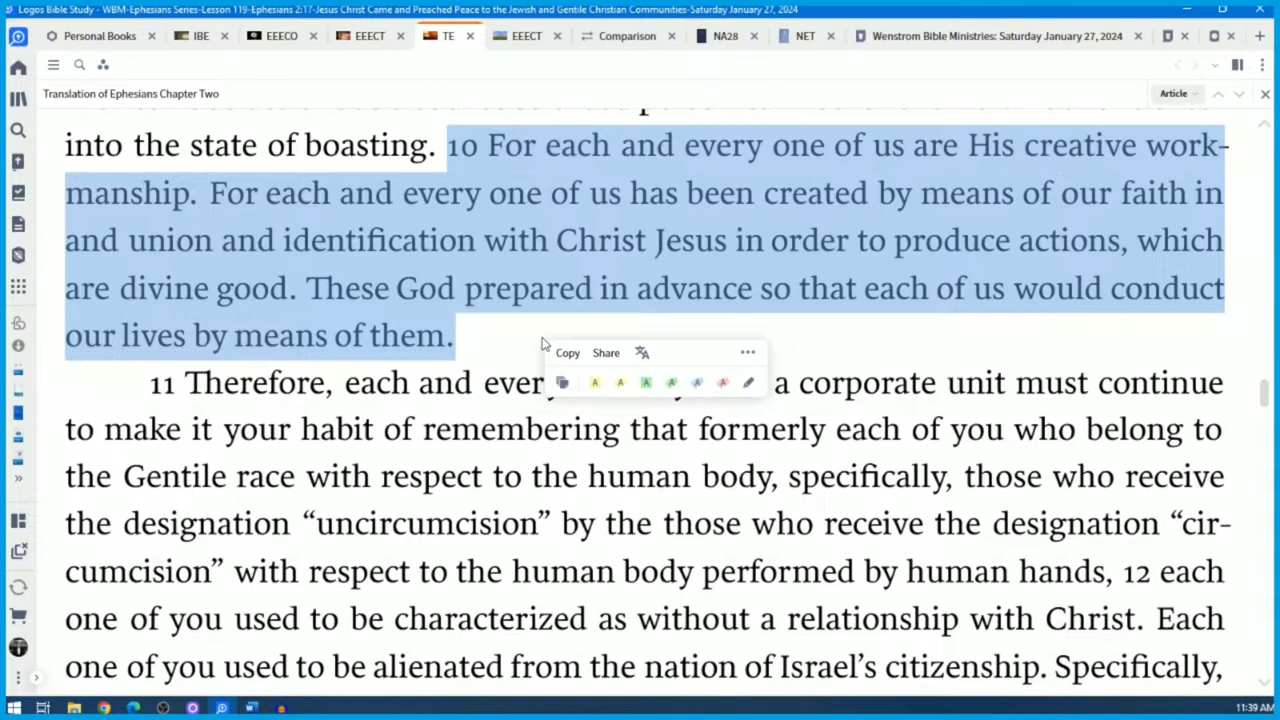 Logos Bible Study - WBM-Ephesians Series-Lesson 119-Ephesians 2:17-Jesus Christ Came and Preached Peace to the Jewish and Gentile Christian Communities-Saturday January 27, 2024
Personal Books IBE EEECO EEECT TE EEECT Comparison NA28 NET Wenstrom Bible Ministries: Saturday January 27, 2024
Translation of Ephesians Chapter Two Article
into the state of boasting. 10 For each and every one of us are His creative work-
manship. For each and every one of us has been created by means of our faith in
and union and identification with Christ Jesus in order to produce actions, which
are divine good. These God prepared in advance so that each of us would conduct
our lives by means of them.
Copy Share
A A A A A A
11 Therefore, each and every a corporate unit must continue
to make it your habit of remembering that formerly each of you who belong to
the Gentile race with respect to the human body, specifically, those who receive
the designation “uncircumcision” by the those who receive the designation “cir-
cumcision” with respect to the human body performed by human hands, 12 each
one of you used to be characterized as without a relationship with Christ. Each
one of you used to be alienated from the nation of Israel’s citizenship. Specifically,
11:39 AM